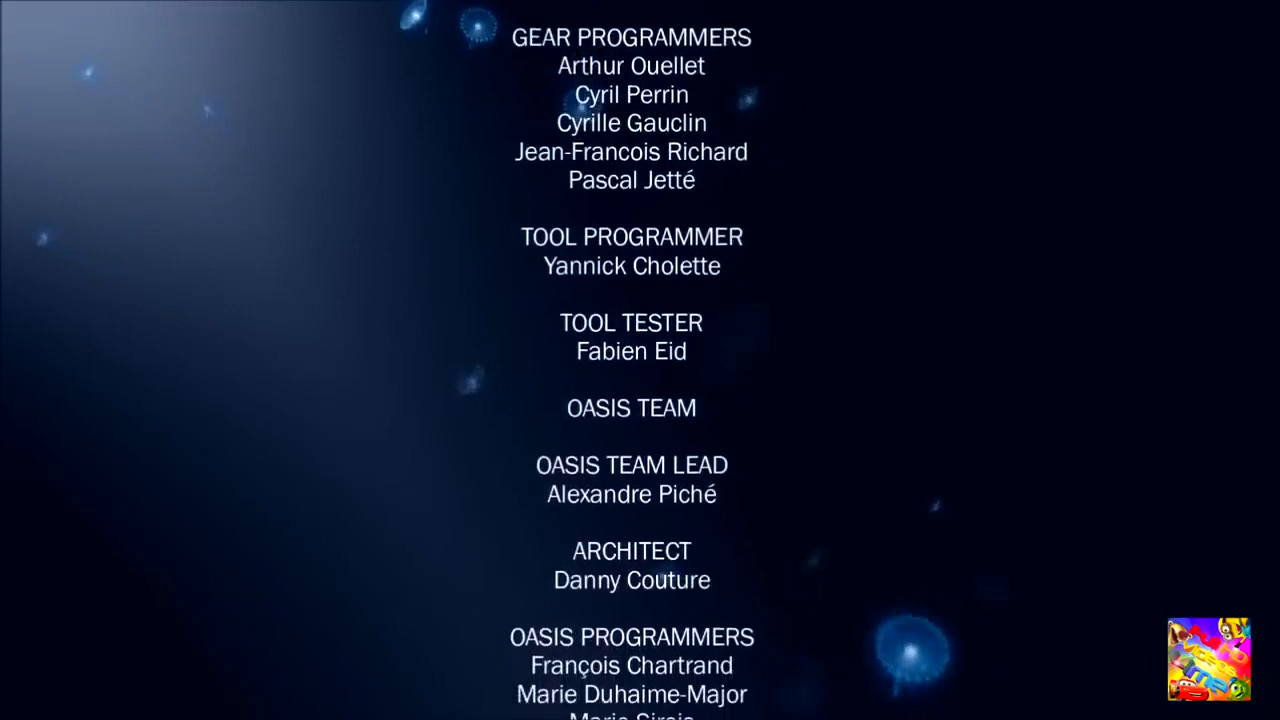 GEAR PROGRAMMERS
Arthur Ouellet
Cyril Perrin
Cyrille Gauclin
Jean-Francois Richard
Pascal Jetté
TOOL PROGRAMMER
Yannick Cholette
TOOL TESTER
Fabien Eid
OASIS TEAM
OASIS TEAM LEAD
Alexandre Piché
ARCHITECT
Danny Couture
OASIS PROGRAMMERS
François Chartrand
Marie Duhaime-Major